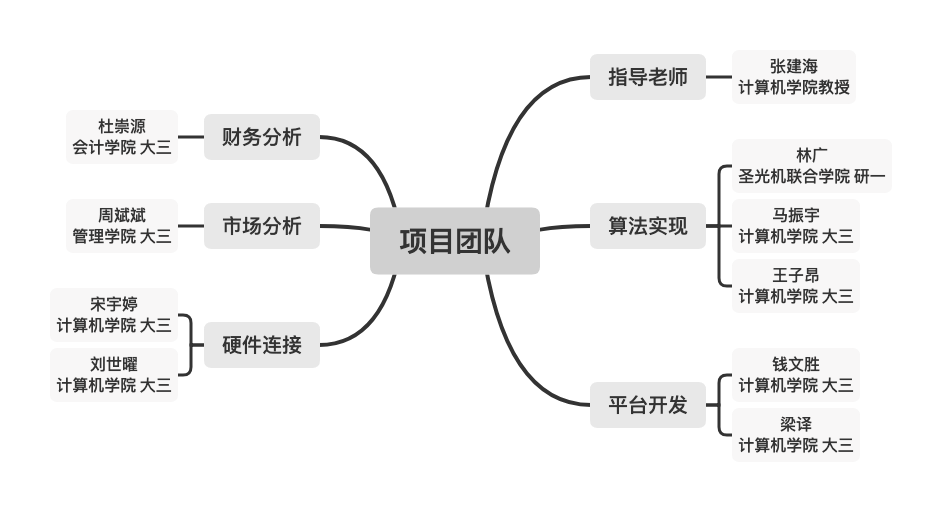 项目团队
指导老师
张建海
计算机学院教授
算法实现
林广
圣光机联合学院 研一
马振宇
计算机学院 大三
王子昂
计算机学院 大三
平台开发
钱文胜
计算机学院 大三
梁译
计算机学院 大三
财务分析
杜崇源
会计学院 大三
市场分析
周斌斌
管理学院 大三
硬件连接
宋宇婷
计算机学院 大三
刘世曜
计算机学院 大三